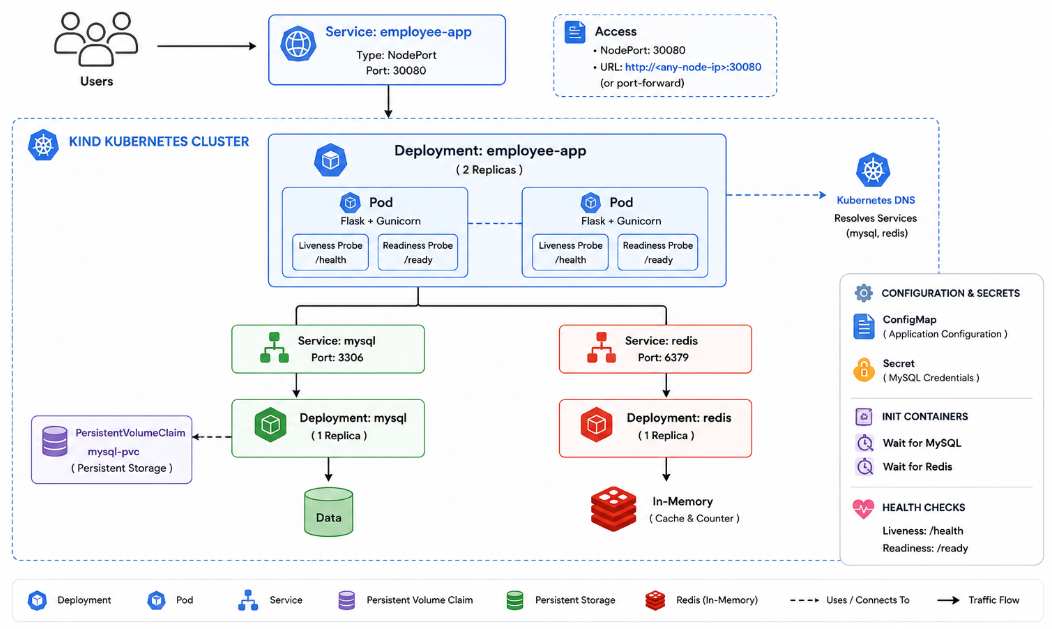 Users
Service: employee-app
Type: NodePort
Port: 30080
Access
• NodePort: 30080
• URL: http://<any-node-ip>:30080
(or port-forward)
KIND KUBERNETES CLUSTER
Deployment: employee-app
( 2 Replicas )
Pod
Flask + Gunicorn
Liveness Probe
/health
Readiness Probe
/ready
Pod
Flask + Gunicorn
Liveness Probe
/health
Readiness Probe
/ready
Kubernetes DNS
Resolves Services
(mysql, redis)
Service: mysql
Port: 3306
Service: redis
Port: 6379
Deployment: mysql
( 1 Replica )
Deployment: redis
( 1 Replica )
PersistentVolumeClaim
mysql-pvc
( Persistent Storage )
Data
In-Memory
( Cache & Counter )
CONFIGURATION & SECRETS
ConfigMap
( Application Configuration )
Secret
( MySQL Credentials )
INIT CONTAINERS
Wait for MySQL
Wait for Redis
HEALTH CHECKS
Liveness: /health
Readiness: /ready
Deployment
Pod
Service
Persistent Volume Claim
Persistent Storage
Redis (In-Memory)
Uses / Connects To
Traffic Flow